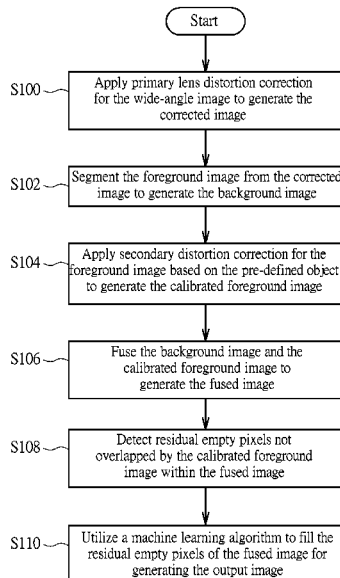 Start
S100
Apply primary lens distortion correction
for the wide-angle image to generate the
corrected image
S102
Segment the foreground image from the corrected
image to generate the background image
S104
Apply secondary distortion correction for the
foreground image based on the pre-defined object
to generate the calibrated foreground image
S106
Fuse the background image and the
calibrated foreground image to
generate the fused image
S108
Detect residual empty pixels not
overlapped by the calibrated foreground
image within the fused image
S110
Utilize a machine learning algorithm to fill the
residual empty pixels of the fused image for
generating the output image